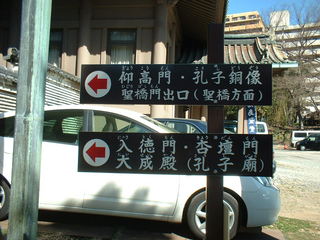 仰高門・孔子銅像
聖橋門出口(聖橋方面)
入徳門・杏壇門
大成殿(孔子廟)